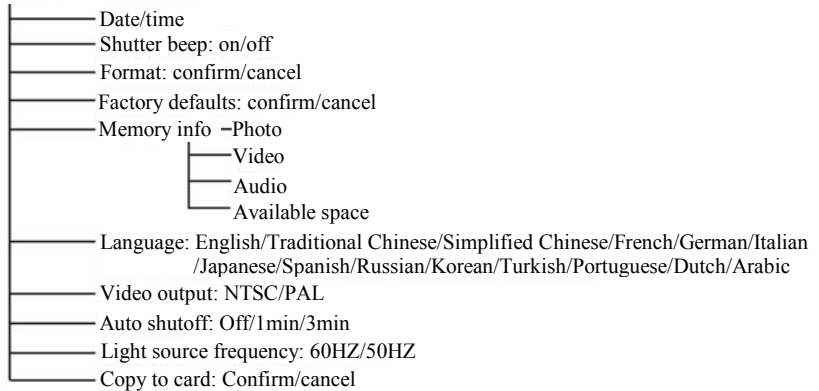 Date/time
Shutter beep: on/off
Format: confirm/cancel
Factory defaults: confirm/cancel
Memory info –Photo
Video
Audio
Available space
Language: English/Traditional Chinese/Simplified Chinese/French/German/Italian
/Japanese/Spanish/Russian/Korean/Turkish/Portuguese/Dutch/Arabic
Video output: NTSC/PAL
Auto shutoff: Off/1min/3min
Light source frequency: 60HZ/50HZ
Copy to card: Confirm/cancel